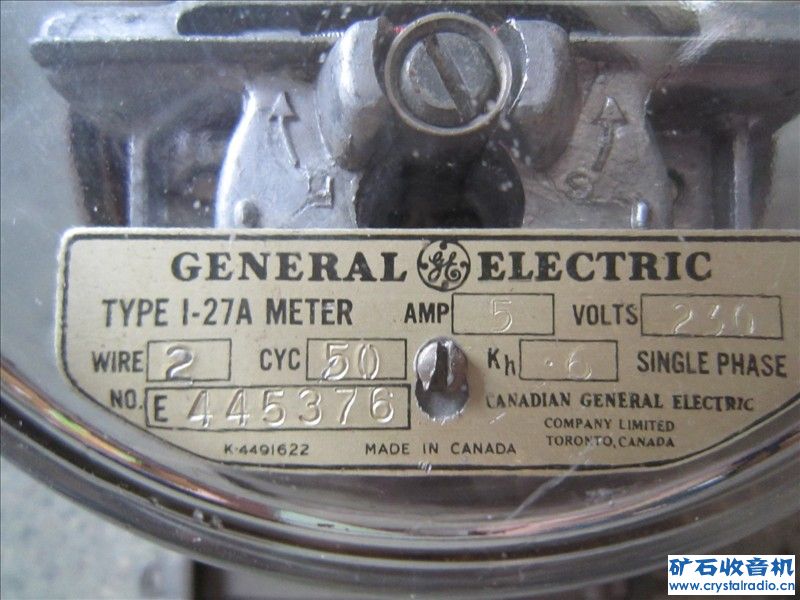 F
S
GENERAL GE ELECTRIC
TYPE I-27A METER AMP 5 VOLTS 230
WIRE 2 CYC 50 Kh .6 SINGLE PHASE
NO. E 445376 CANADIAN GENERAL ELECTRIC
COMPANY LIMITED
K-4491622 MADE IN CANADA TORONTO, CANADA
矿石收音机
www.crystalradio.cn